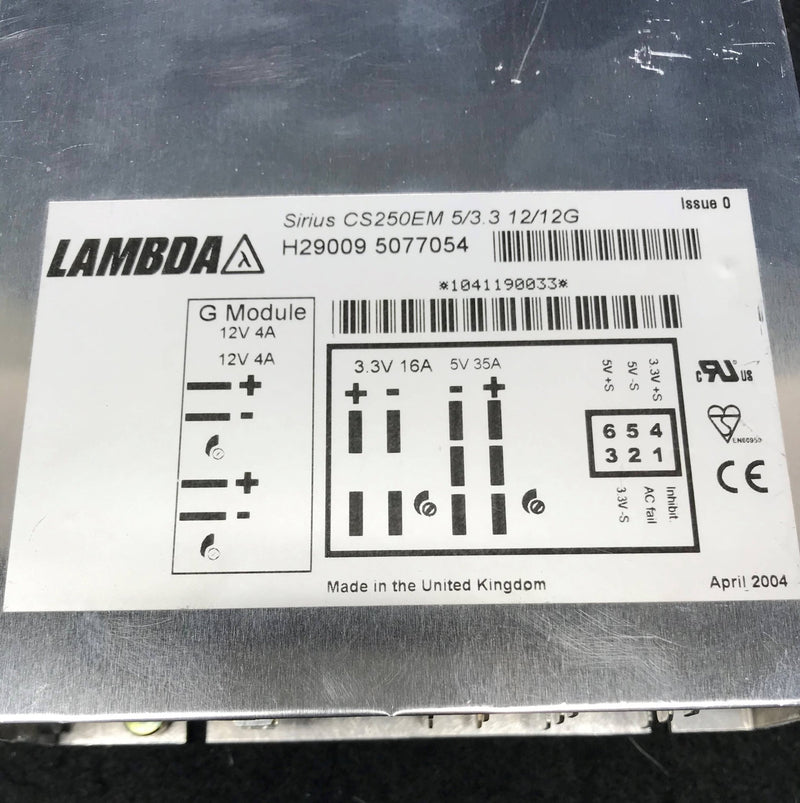 Issue 0
Sirius CS250EM 5/3.3 12/12G
LAMBDA λ
H29009 5077054
*1041190033*
G Module
12V 4A
12V 4A
+
-
+
-
3.3V 16A 5V 35A
+ - - +
5V +S
5V -S
3.3V +S
6 5 4
3 2 1
3.3V -S
AC fail
Inhibit.
c RU US
EN60950
CE
Made in the United Kingdom
April 2004